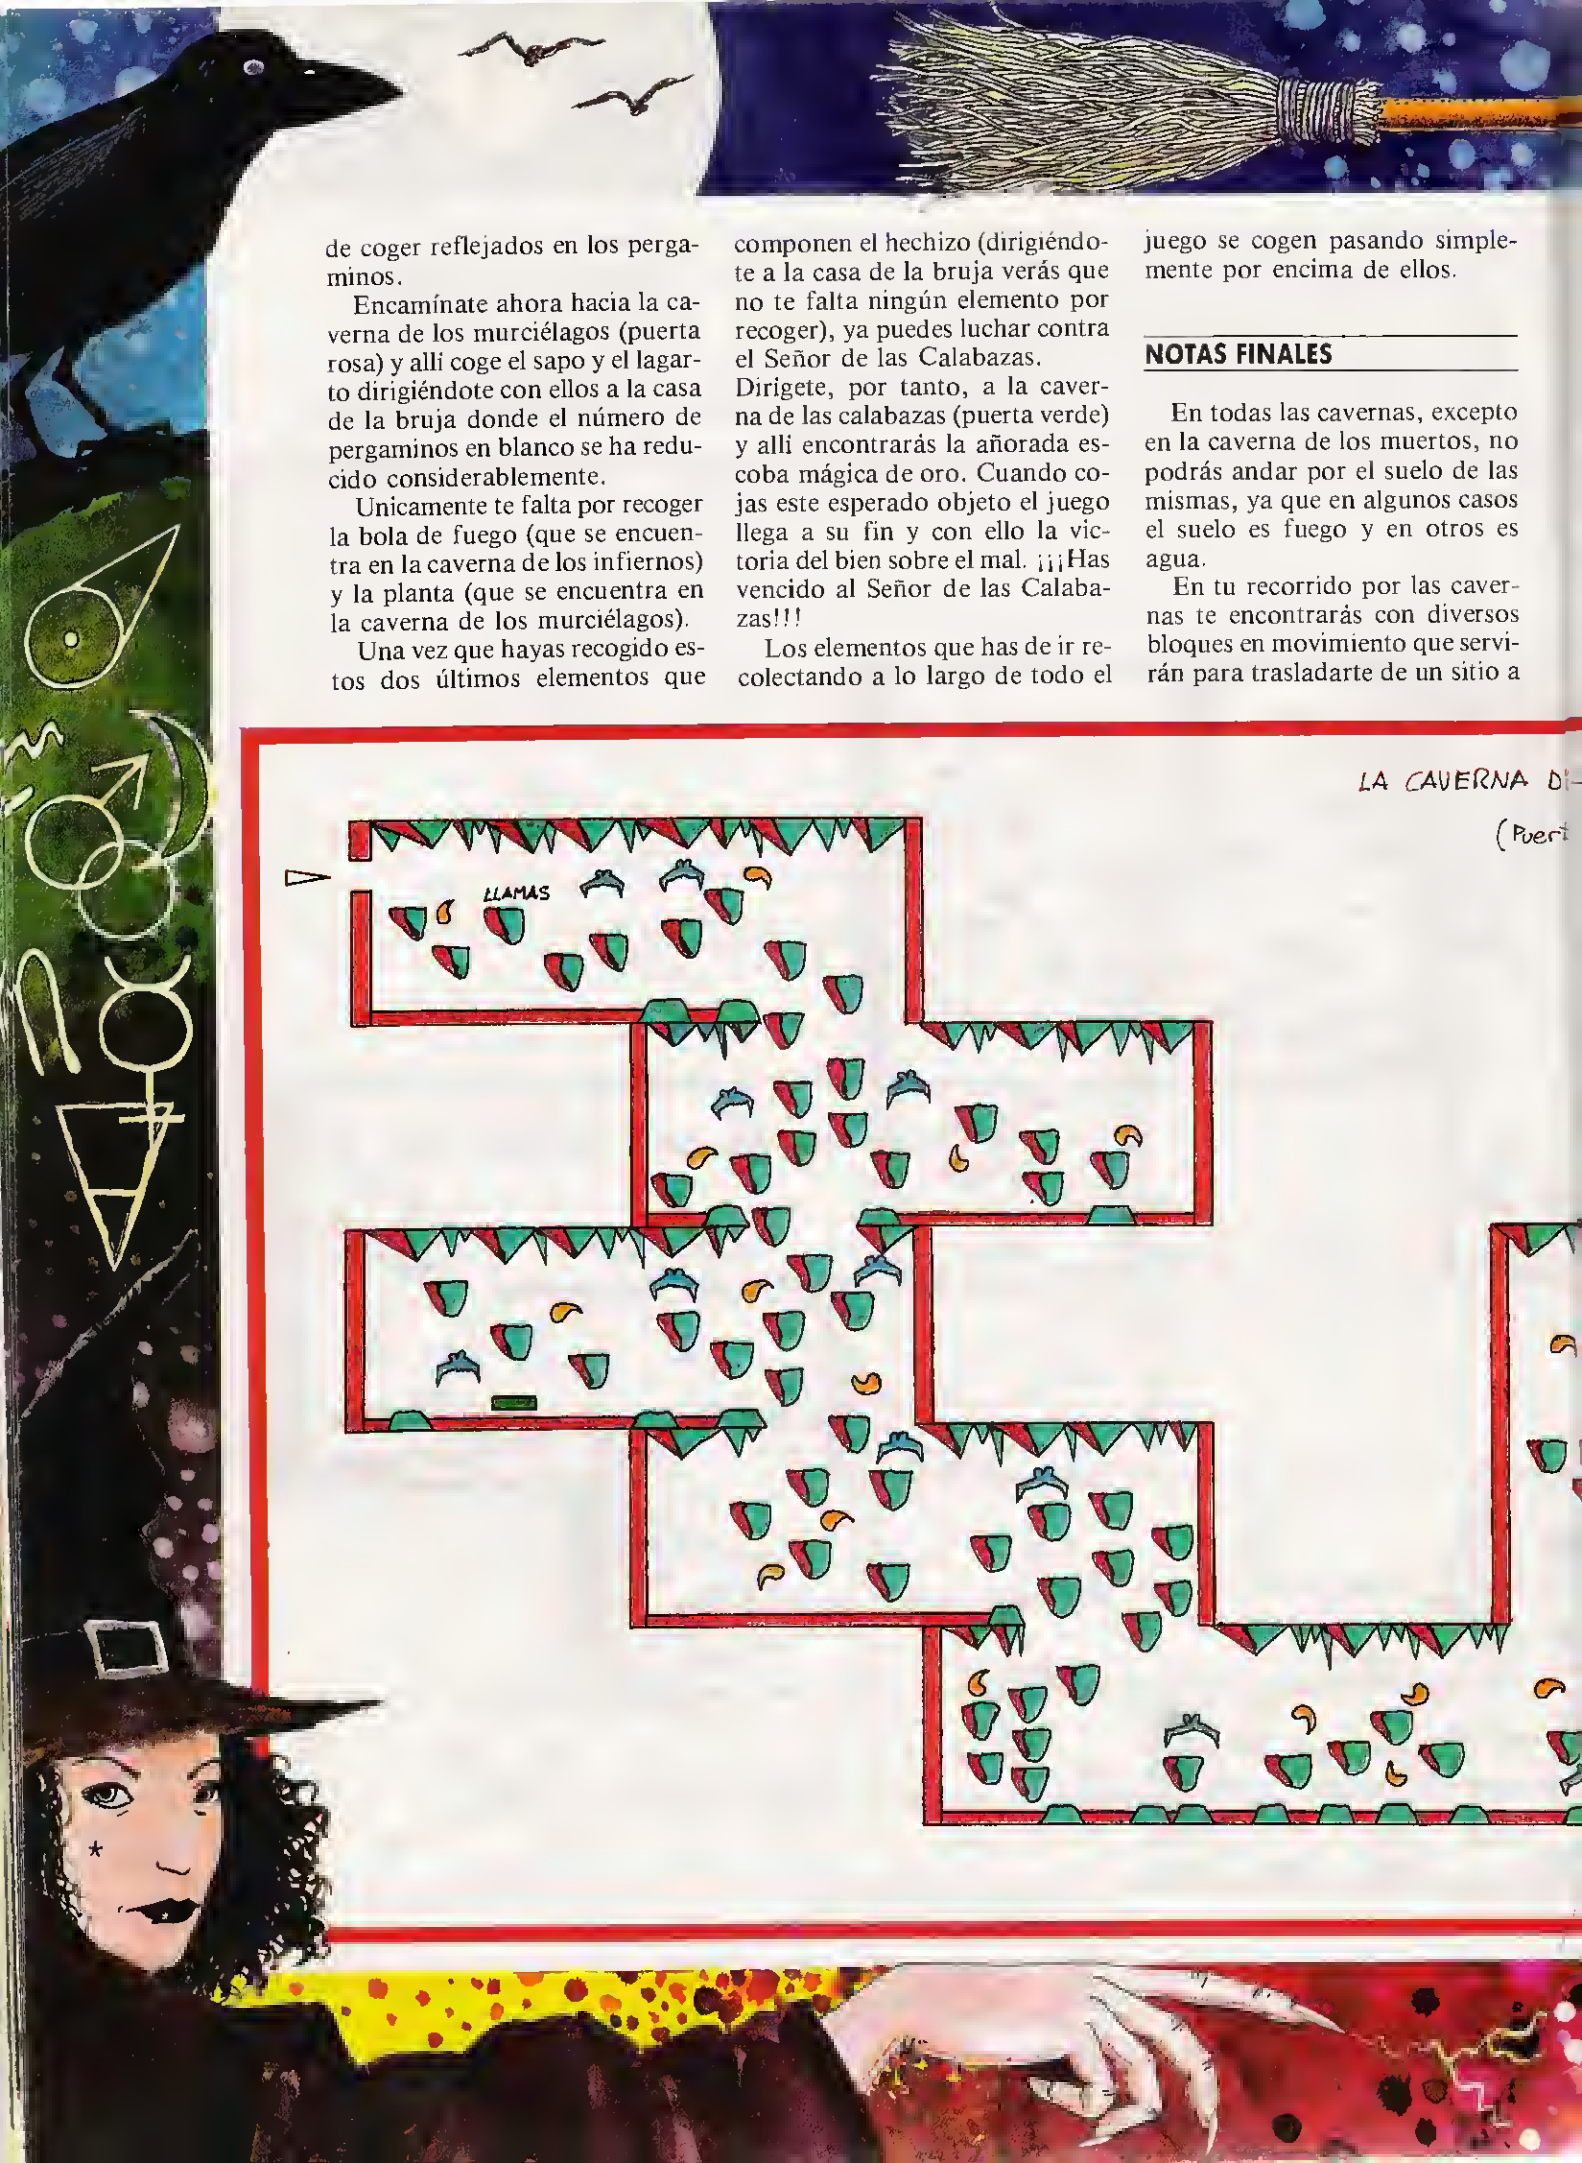 de coger reflejados en los perga-
minos.
Encamínate ahora hacia la ca-
verna de los murciélagos (puerta
rosa) y alli coge el sapo y el lagar-
to dirigiéndote con ellos a la casa
de la bruja donde el número de
pergaminos en blanco se ha redu-
cido considerablemente.
Unicamente te falta por recoger
la bola de fuego (que se encuen-
tra en la caverna de los infiernos)
y la planta (que se encuentra en
la caverna de los murciélagos).
Una vez que hayas recogido es-
tos dos últimos elementos que
componen el hechizo (dirigiéndo-
te a la casa de la bruja verás que
no te falta ningún elemento por
recoger), ya puedes luchar contra
el Señor de las Calabazas.
Dirigete, por tanto, a la caver-
na de las calabazas (puerta verde)
y alli encontrarás la añorada es-
coba mágica de oro. Cuando co-
jas este esperado objeto el juego
llega a su fin y con ello la vic-
toria del bien sobre el mal. ¡¡¡Has
vencido al Señor de las Calaba-
zas!!!
Los elementos que has de ir re-
colectando a lo largo de todo el
juego se cogen pasando simple-
mente por encima de ellos.
NOTAS FINALES
En todas las cavernas, excepto
en la caverna de los muertos, no
podrás andar por el suelo de las
mismas, ya que en algunos casos
el suelo es fuego y en otros es
agua.
En tu recorrido por las caver-
nas te encontrarás con diversos
bloques en movimiento que servi-
rán para trasladarte de un sitio a
LA CAVERNA
LLAMAS